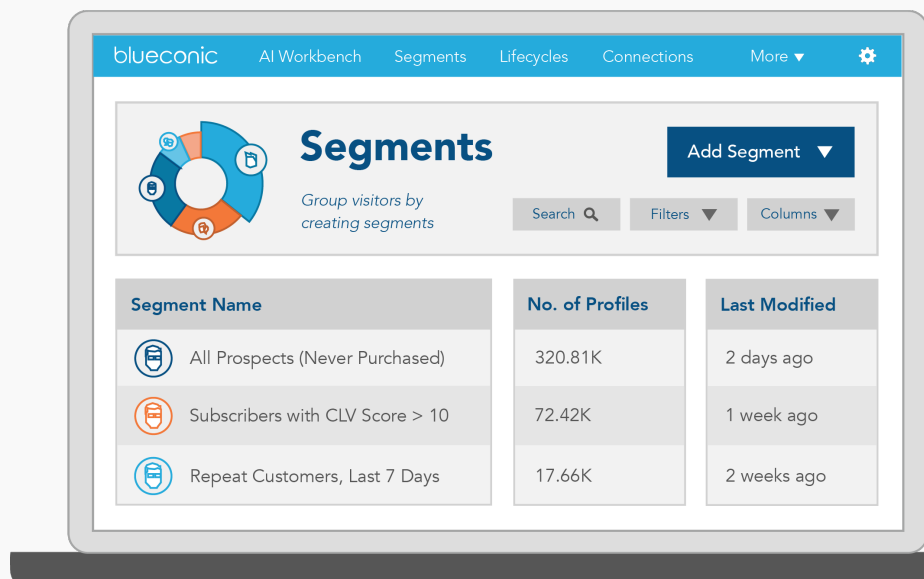 blueconic AI Workbench Segments Lifecycles Connections More
Segments
Group visitors by
creating segments
Add Segment
Search Filters Columns
Segment Name No. of Profiles Last Modified
All Prospects (Never Purchased) 320.81K 2 days ago
Subscribers with CLV Score > 10 72.42K 1 week ago
Repeat Customers, Last 7 Days 17.66K 2 weeks ago